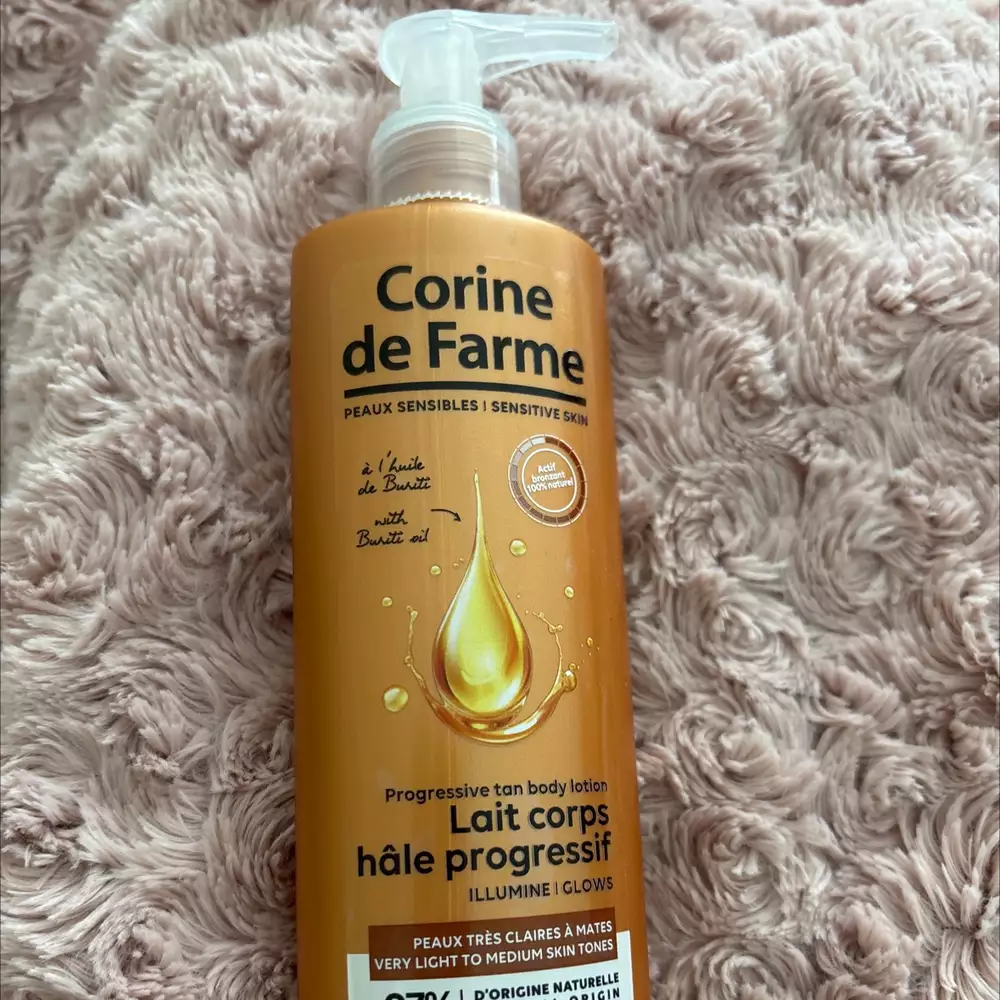 Corine
de Farme
PEAUX SENSIBLES | SENSITIVE SKIN
à l'huile
de Buriti
with
Buriti oil
Actif
bronzant
100% naturel
Progressive tan body lotion
Lait corps
hâle progressif
ILLUMINE | GLOWS
PEAUX TRÈS CLAIRES À MATES
VERY LIGHT TO MEDIUM SKIN TONES
97% D'ORIGINE NATURELLE
ORIGIN